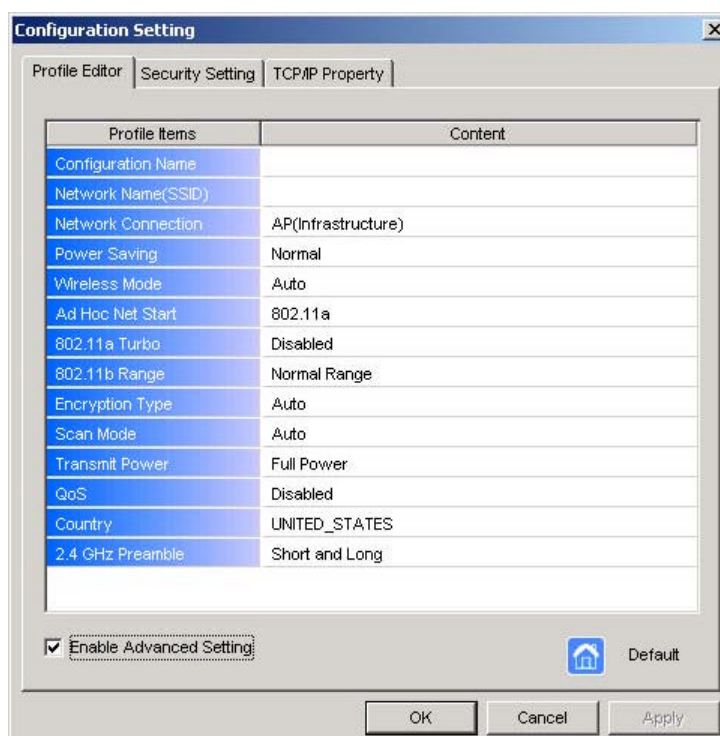 Configuration Setting
Profile Editor Security Setting TCP/IP Property
Profile Items Content
Configuration Name
Network Name(SSID)
Network Connection AP(Infrastructure)
Power Saving Normal
Wireless Mode Auto
Ad Hoc Net Start 802.11a
802.11a Turbo Disabled
802.11b Range Normal Range
Encryption Type Auto
Scan Mode Auto
Transmit Power Full Power
QoS Disabled
Country UNITED_STATES
2.4 GHz Preamble Short and Long
Enable Advanced Setting Default
OK Cancel Apply